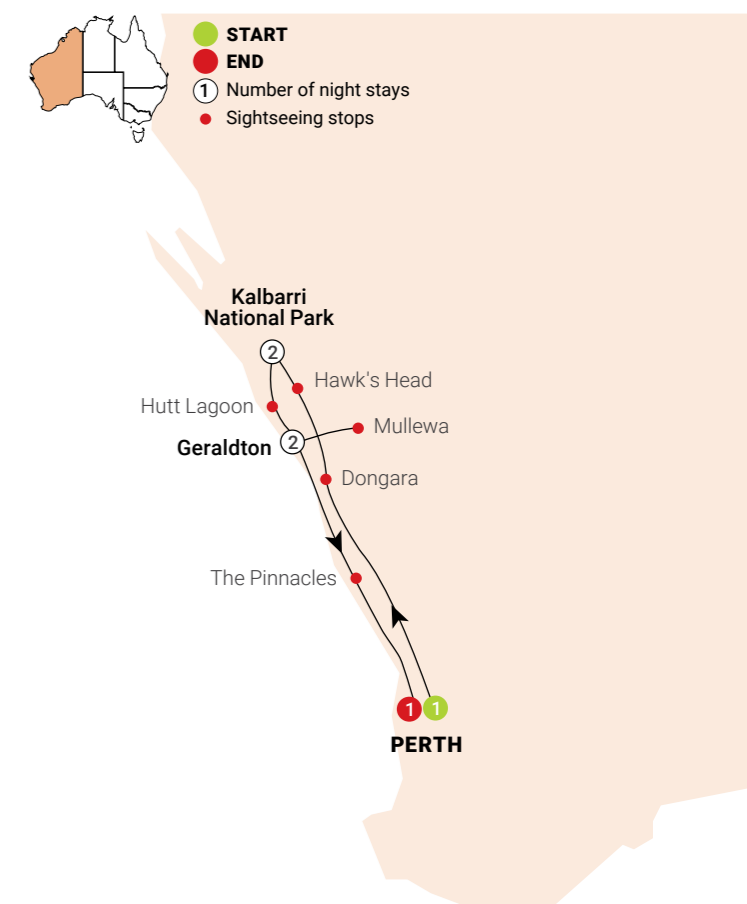 START
END
1 Number of night stays
Sightseeing stops
Kalbarri
National Park
2
Hawk's Head
Hutt Lagoon
Mullewa
Geraldton 2
Dongara
The Pinnacles
1 1
PERTH